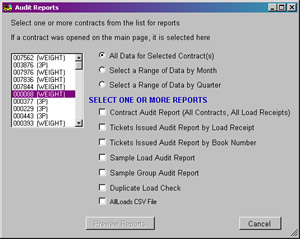 Audit Reports
Select one or more contracts from the list for reports
If a contract was opened on the main page, it is selected here
007562 (WEIGHT)
003876 (3P)
007976 (WEIGHT)
007836 (WEIGHT)
007844 (WEIGHT)
000088 (WEIGHT)
000377 (3P)
000229 (3P)
000443 (3P)
000393 (WEIGHT)
All Data for Selected Contract(s)
Select a Range of Data by Month
Select a Range of Data by Quarter
SELECT ONE OR MORE REPORTS
Contract Audit Report (All Contracts, All Load Receipts)
Tickets Issued Audit Report by Load Receipt
Tickets Issued Audit Report by Book Number
Sample Load Audit Report
Sample Group Audit Report
Duplicate Load Check
AllLoads CSV File
Preview Reports
Cancel